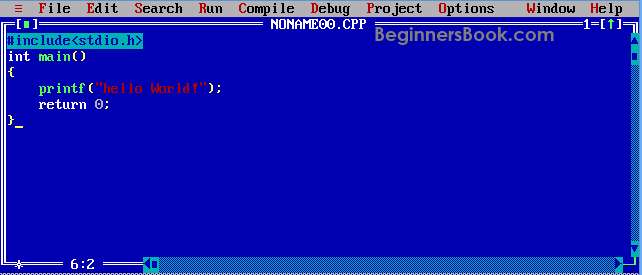 ≡ File Edit Search Run Compile Debug Project Options Window Help
[■] NONAME00.CPP 1=[↑]
BeginnersBook.com
#include<stdio.h>
int main()
{
    printf("hello World!");
    return 0;
}_
6:2